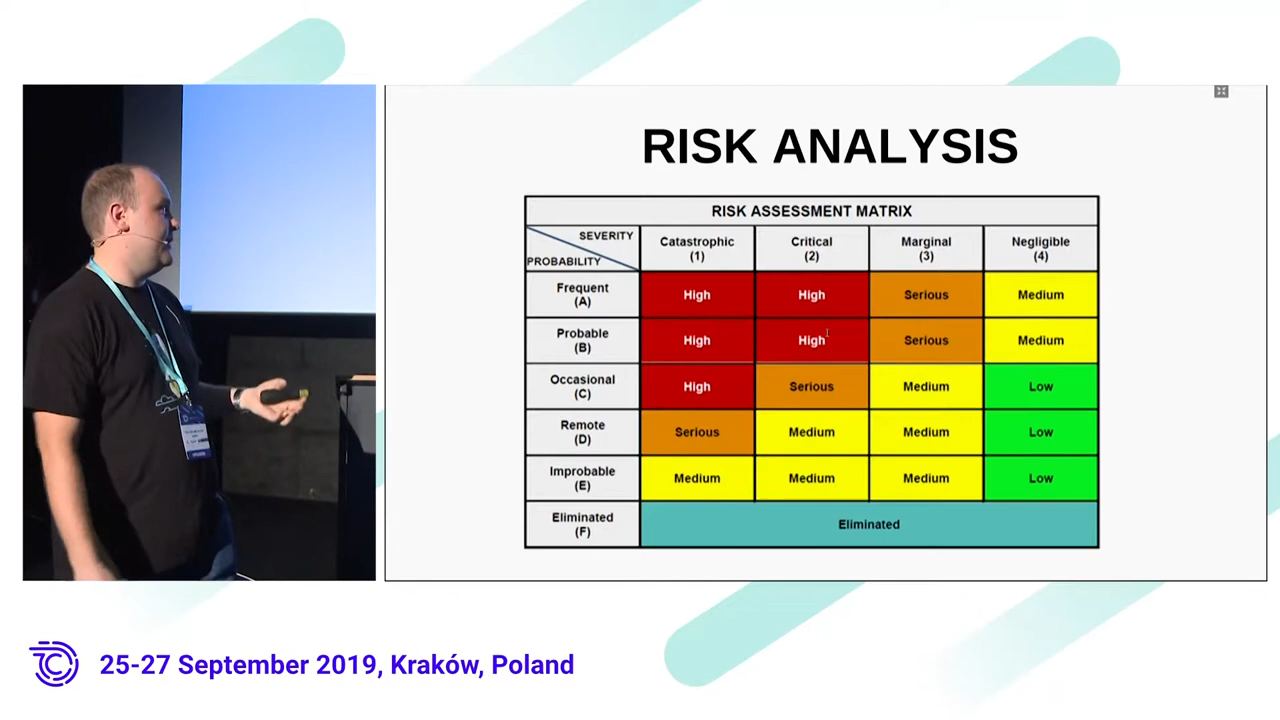 RISK ANALYSIS
RISK ASSESSMENT MATRIX
SEVERITY
PROBABILITY
Catastrophic
(1)
Critical
(2)
Marginal
(3)
Negligible
(4)
Frequent
(A)
High
High
Serious
Medium
Probable
(B)
High
High
Serious
Medium
Occasional
(C)
High
Serious
Medium
Low
Remote
(D)
Serious
Medium
Medium
Low
Improbable
(E)
Medium
Medium
Medium
Low
Eliminated
(F)
Eliminated
25-27 September 2019, Kraków, Poland